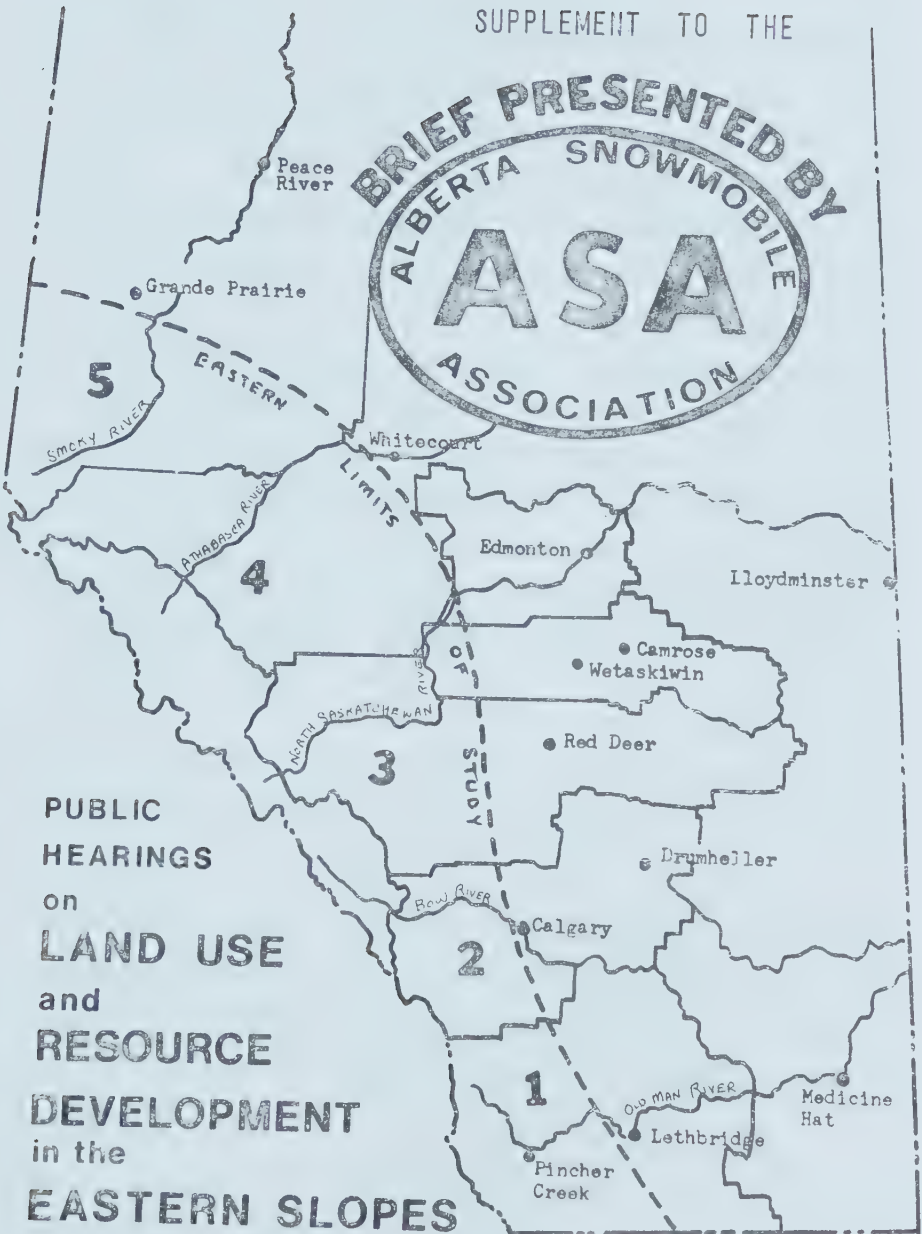 SUPPLEMENT TO THE
BRIEF PRESENTED BY
ALBERTA SNOWMOBILE
ASA
ASSOCIATION
Peace
River
Grande Prairie
5
EASTERN
SMOKY RIVER
Whitecourt
LIMITS
ATHABASCA RIVER
Edmonton
Lloydminster
4
OF
Camrose
Wetaskiwin
NORTH SASKATCHEWAN RIVER
Red Deer
3
STUDY
PUBLIC
HEARINGS
on
LAND USE
and
RESOURCE
DEVELOPMENT
in the
EASTERN SLOPES
Drumheller
BOW RIVER
Calgary
2
1
OLD MAN RIVER
Medicine
Hat
Lethbridge
Pincher
Creek